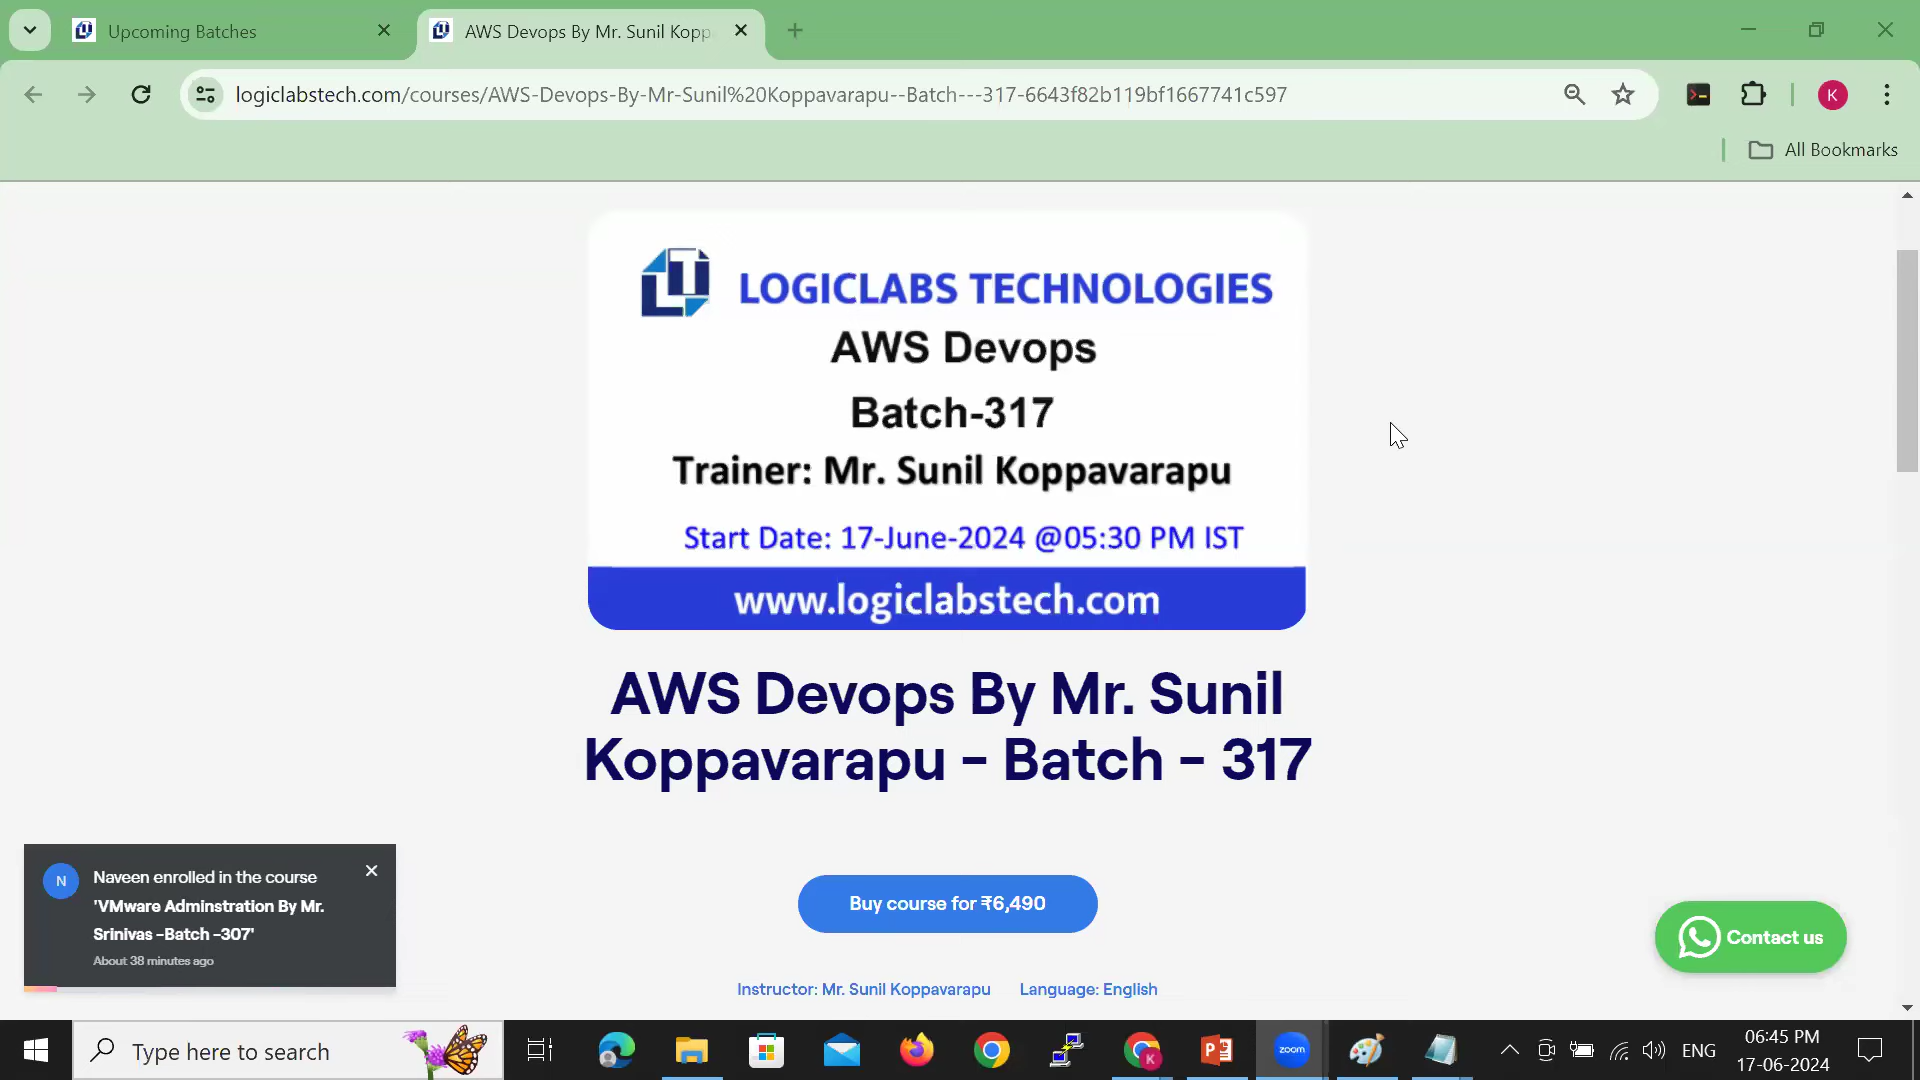 Upcoming Batches
AWS Devops By Mr. Sunil Kopp
logiclabstech.com/courses/AWS-Devops-By-Mr-Sunil%20Koppavarapu--Batch---317-6643f82b119bf1667741c597
K
All Bookmarks
LOGICLABS TECHNOLOGIES
AWS Devops
Batch-317
Trainer: Mr. Sunil Koppavarapu
Start Date: 17-June-2024 @05:30 PM IST
www.logiclabstech.com
AWS Devops By Mr. Sunil
Koppavarapu - Batch - 317
Buy course for ₹6,490
Instructor: Mr. Sunil Koppavarapu Language: English
N
Naveen enrolled in the course
'VMware Adminstration By Mr.
Srinivas -Batch -307'
About 38 minutes ago
Contact us
Type here to search
zoom
ENG
06:45 PM
17-06-2024